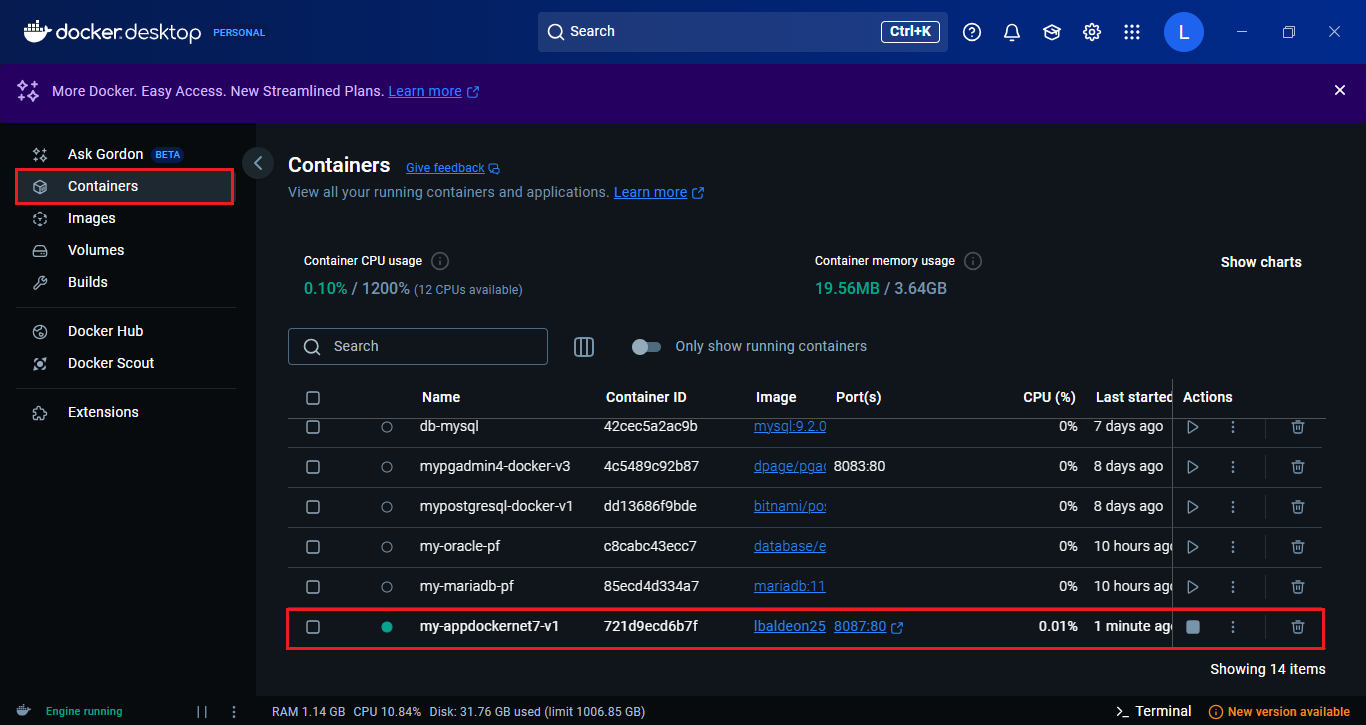 docker.desktop PERSONAL Search Ctrl+K L
More Docker. Easy Access. New Streamlined Plans. Learn more
Ask Gordon BETA
Containers
Images
Volumes
Builds
Docker Hub
Docker Scout
Extensions
Containers Give feedback
View all your running containers and applications. Learn more
Container CPU usage
0.10% / 1200% (12 CPUs available)
Container memory usage
19.56MB / 3.64GB
Show charts
Search
Only show running containers
Name Container ID Image Port(s) CPU (%) Last started Actions
db-mysql 42cec5a2ac9b mysql:9.2.0 0% 7 days ago
mypgadmin4-docker-v3 4c5489c92b87 dpage/pgad 8083:80 0% 8 days ago
mypostgresql-docker-v1 dd13686f9bde bitnami/pos 0% 8 days ago
my-oracle-pf c8cabc43ecc7 database/e 0% 10 hours ago
my-mariadb-pf 85ecd4d334a7 mariadb:11 0% 10 hours ago
my-appdockernet7-v1 721d9ecd6b7f lbaldeon25 8087:80 0.01% 1 minute ago
Showing 14 items
Engine running RAM 1.14 GB CPU 10.84% Disk: 31.76 GB used (limit 1006.85 GB) Terminal New version available